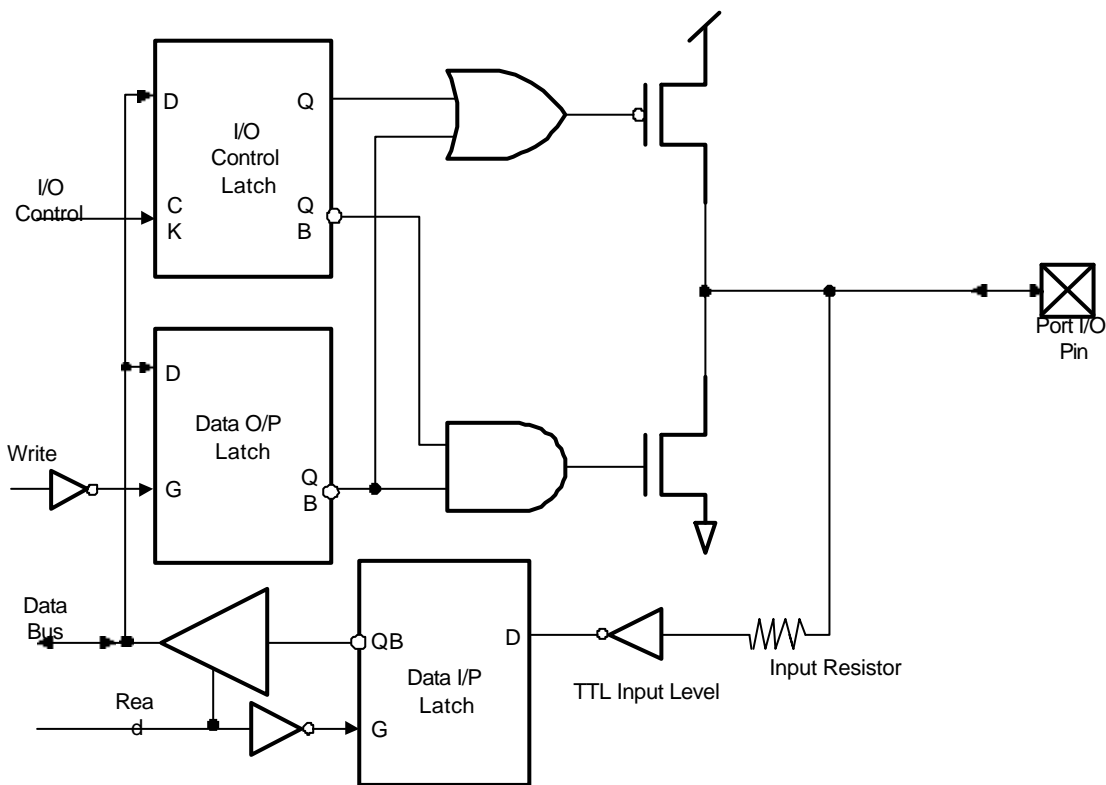 D
Q
I/O
Control
Latch
I/O
Control
C
K
Q
B
Port I/O
Pin
D
Data O/P
Latch
Write
G
Q
B
Data
Bus
QB
D
Data I/P
Latch
TTL Input Level
Input Resistor
Rea
d
G